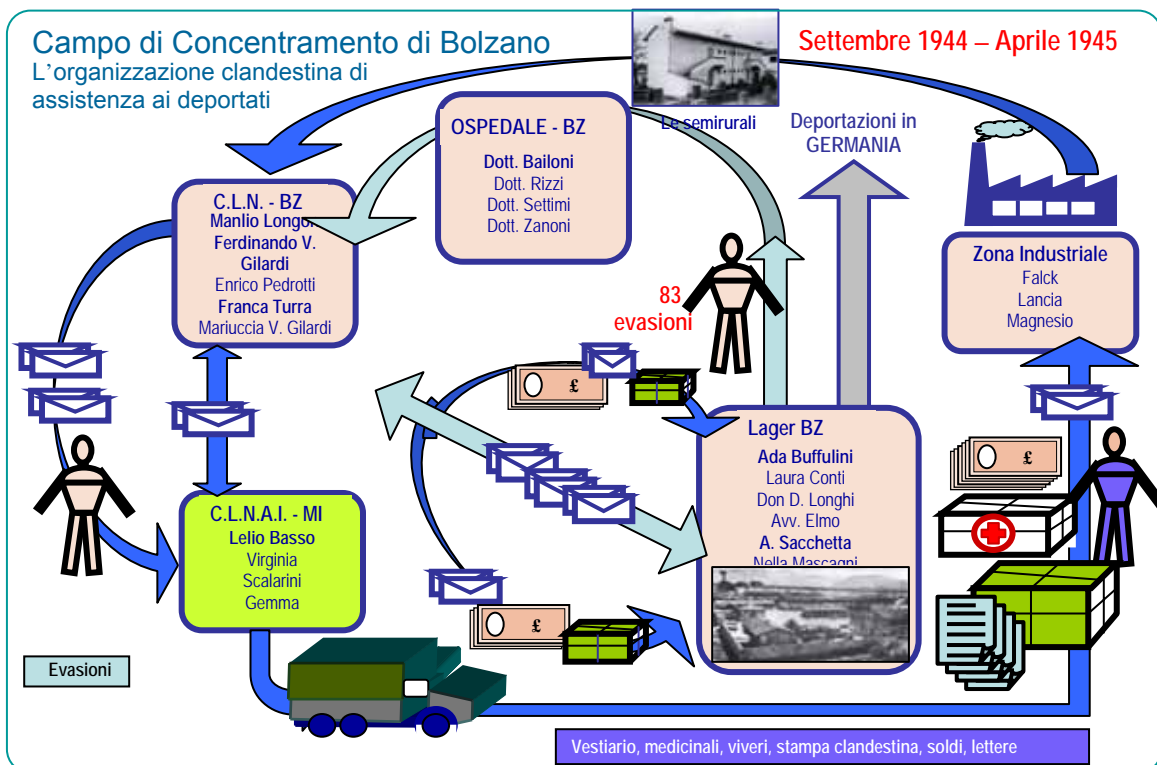 Campo di Concentramento di Bolzano
L'organizzazione clandestina di
assistenza ai deportati
Settembre 1944 – Aprile 1945
Le semirurali
Deportazioni in
GERMANIA
OSPEDALE - BZ
Dott. Bailoni
Dott. Rizzi
Dott. Settimi
Dott. Zanoni
C.L.N. - BZ
Manlio Longo
Ferdinando V.
Gilardi
Enrico Pedrotti
Franca Turra
Mariuccia V. Gilardi
Zona Industriale
Falck
Lancia
Magnesio
83
evasioni
£
£
£
Lager BZ
Ada Buffulini
Laura Conti
Don D. Longhi
Avv. Elmo
A. Sacchetta
Nella Mascagni
C.L.N.A.I. - MI
Lelio Basso
Virginia
Scalarini
Gemma
Evasioni
Vestiario, medicinali, viveri, stampa clandestina, soldi, lettere